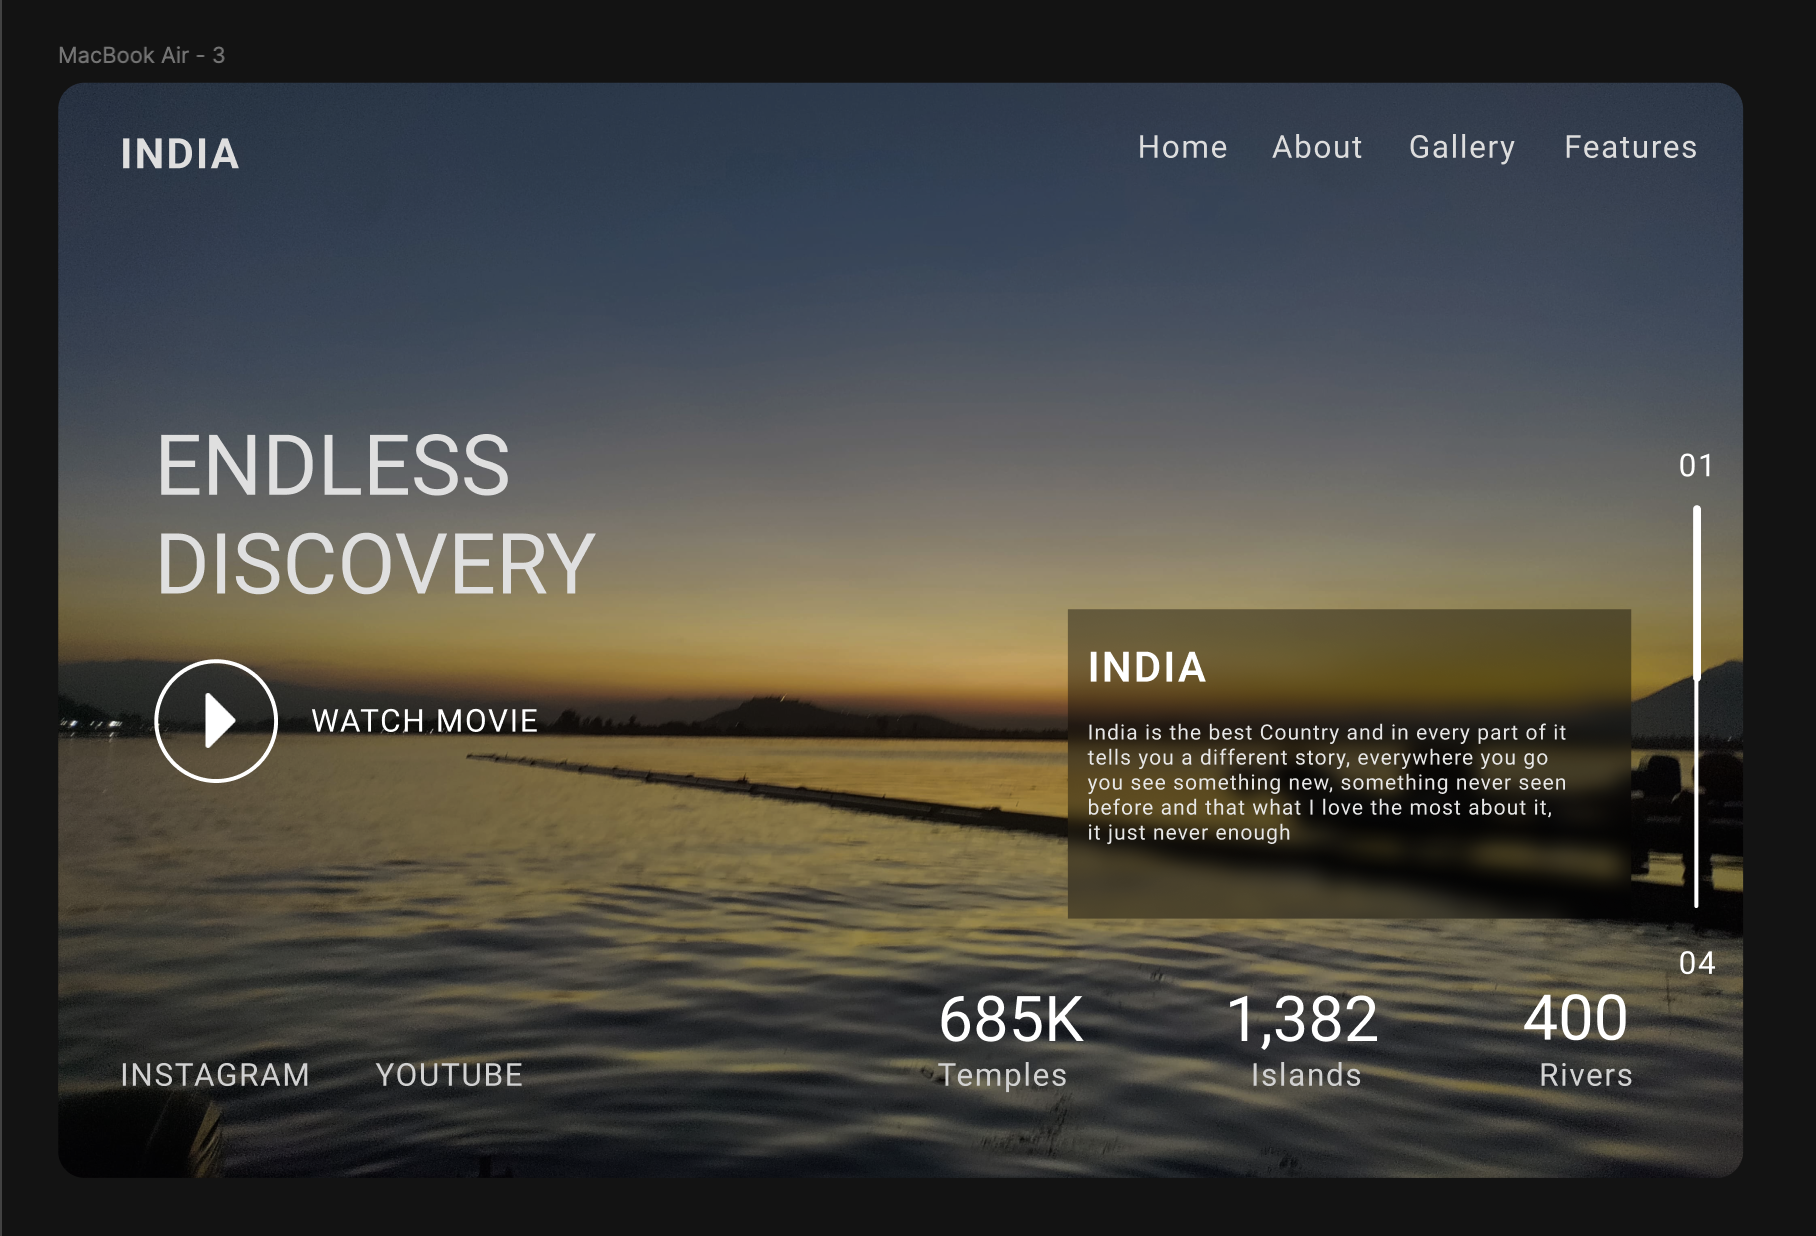 MacBook Air - 3
INDIA
Home About Gallery Features
ENDLESS
DISCOVERY
WATCH MOVIE
01
INDIA
India is the best Country and in every part of it
tells you a different story, everywhere you go
you see something new, something never seen
before and that what I love the most about it,
it just never enough
04
685K 1,382 400
Temples Islands Rivers
INSTAGRAM YOUTUBE